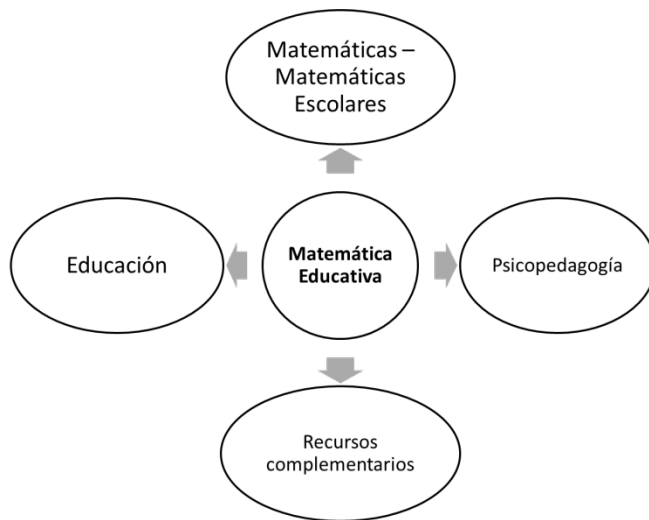 Matemáticas –
Matemáticas
Escolares
Educación
Matemática
Educativa
Psicopedagogía
Recursos
complementarios